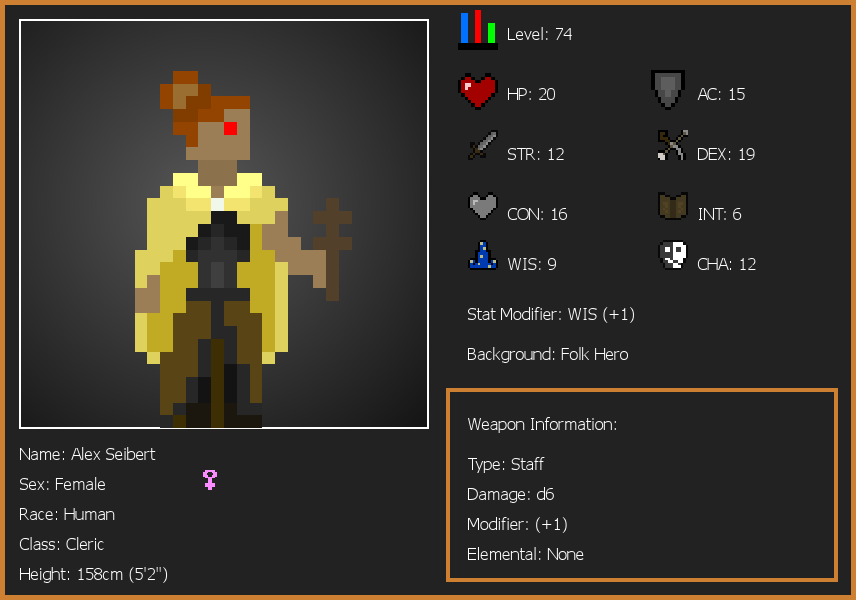 Level: 74
HP: 20
AC: 15
STR: 12
DEX: 19
CON: 16
INT: 6
WIS: 9
CHA: 12
Stat Modifier: WIS (+1)
Background: Folk Hero
Weapon Information:
Type: Staff
Damage: d6
Modifier: (+1)
Elemental: None
Name: Alex Seibert
Sex: Female
Race: Human
Class: Cleric
Height: 158cm (5'2")